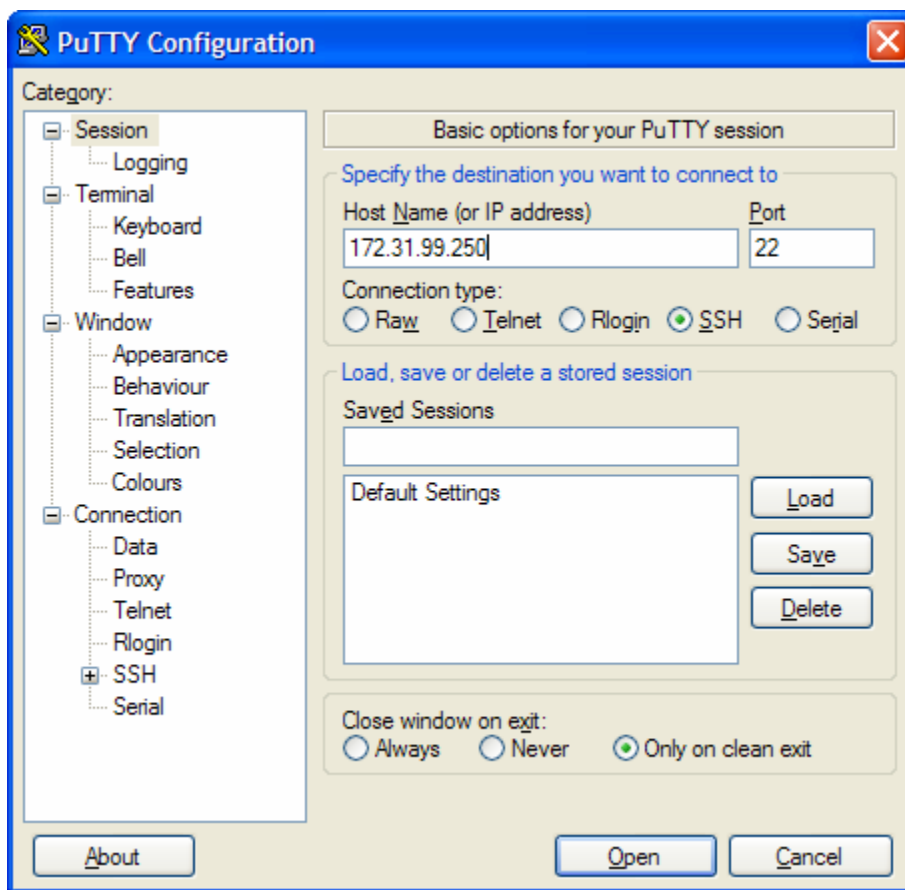 PuTTY Configuration
Category:
Session
Logging
Terminal
Keyboard
Bell
Features
Window
Appearance
Behaviour
Translation
Selection
Colours
Connection
Data
Proxy
Telnet
Rlogin
SSH
Serial
Basic options for your PuTTY session
Specify the destination you want to connect to
Host Name (or IP address) Port
172.31.99.250 22
Connection type:
Raw Telnet Rlogin SSH Serial
Load, save or delete a stored session
Saved Sessions
Default Settings
Load
Save
Delete
Close window on exit:
Always Never Only on clean exit
About Open Cancel